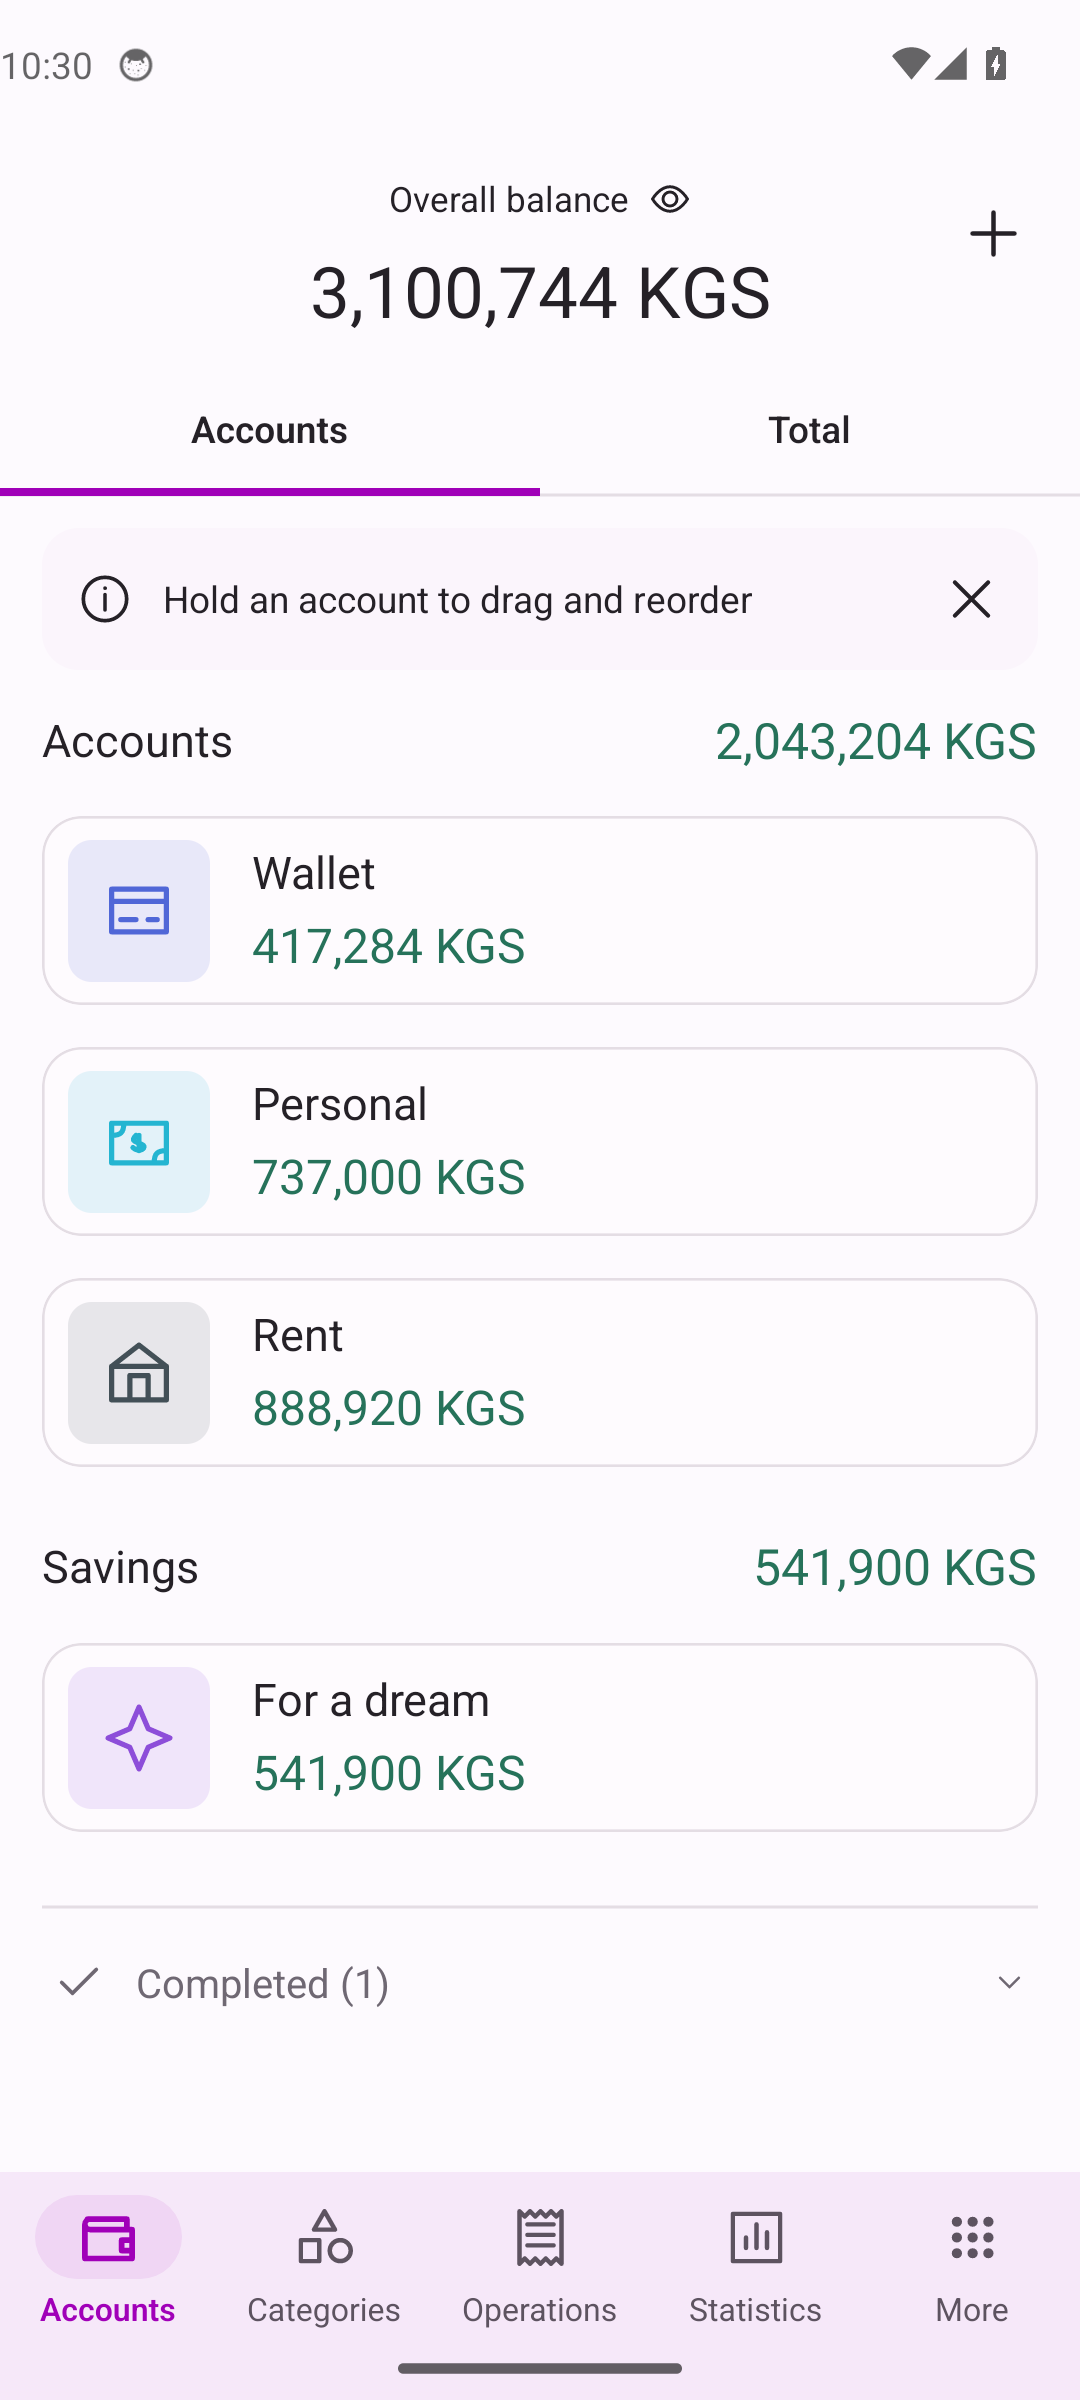 10:30
Overall balance
3,100,744 KGS
Accounts
Total
Hold an account to drag and reorder
Accounts
2,043,204 KGS
Wallet
417,284 KGS
Personal
737,000 KGS
Rent
888,920 KGS
Savings
541,900 KGS
For a dream
541,900 KGS
Completed (1)
Accounts
Categories
Operations
Statistics
More